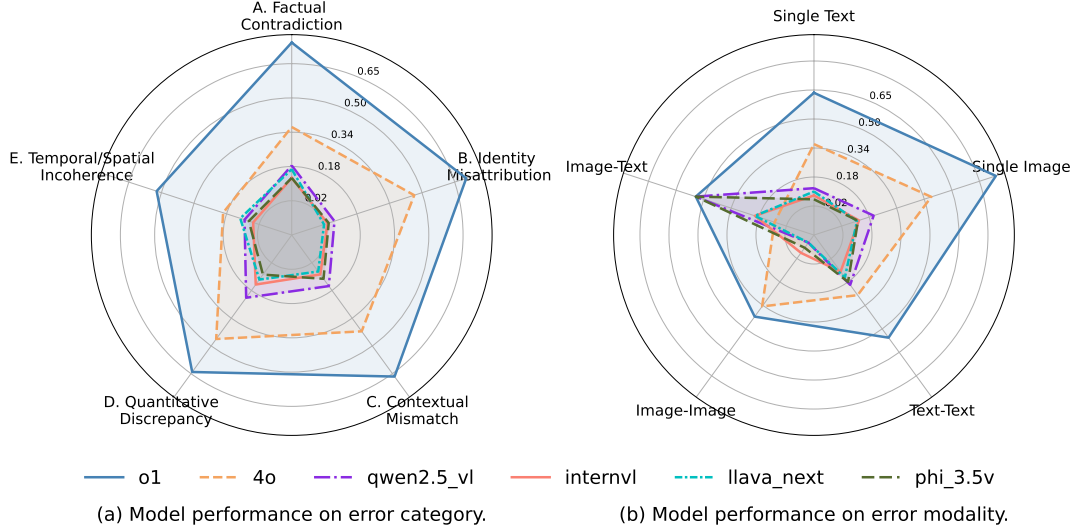 A. Factual
Contradiction
0.65
0.50
0.34
0.18
0.02
B. Identity
Misattribution
E. Temporal/Spatial
Incoherence
D. Quantitative
Discrepancy
C. Contextual
Mismatch
Single Text
0.65
0.50
0.34
0.18
0.02
Image-Text
Single Image
Image-Image
Text-Text
o1
4o
qwen2.5_vl
internvl
llava_next
phi_3.5v
(a) Model performance on error category.
(b) Model performance on error modality.